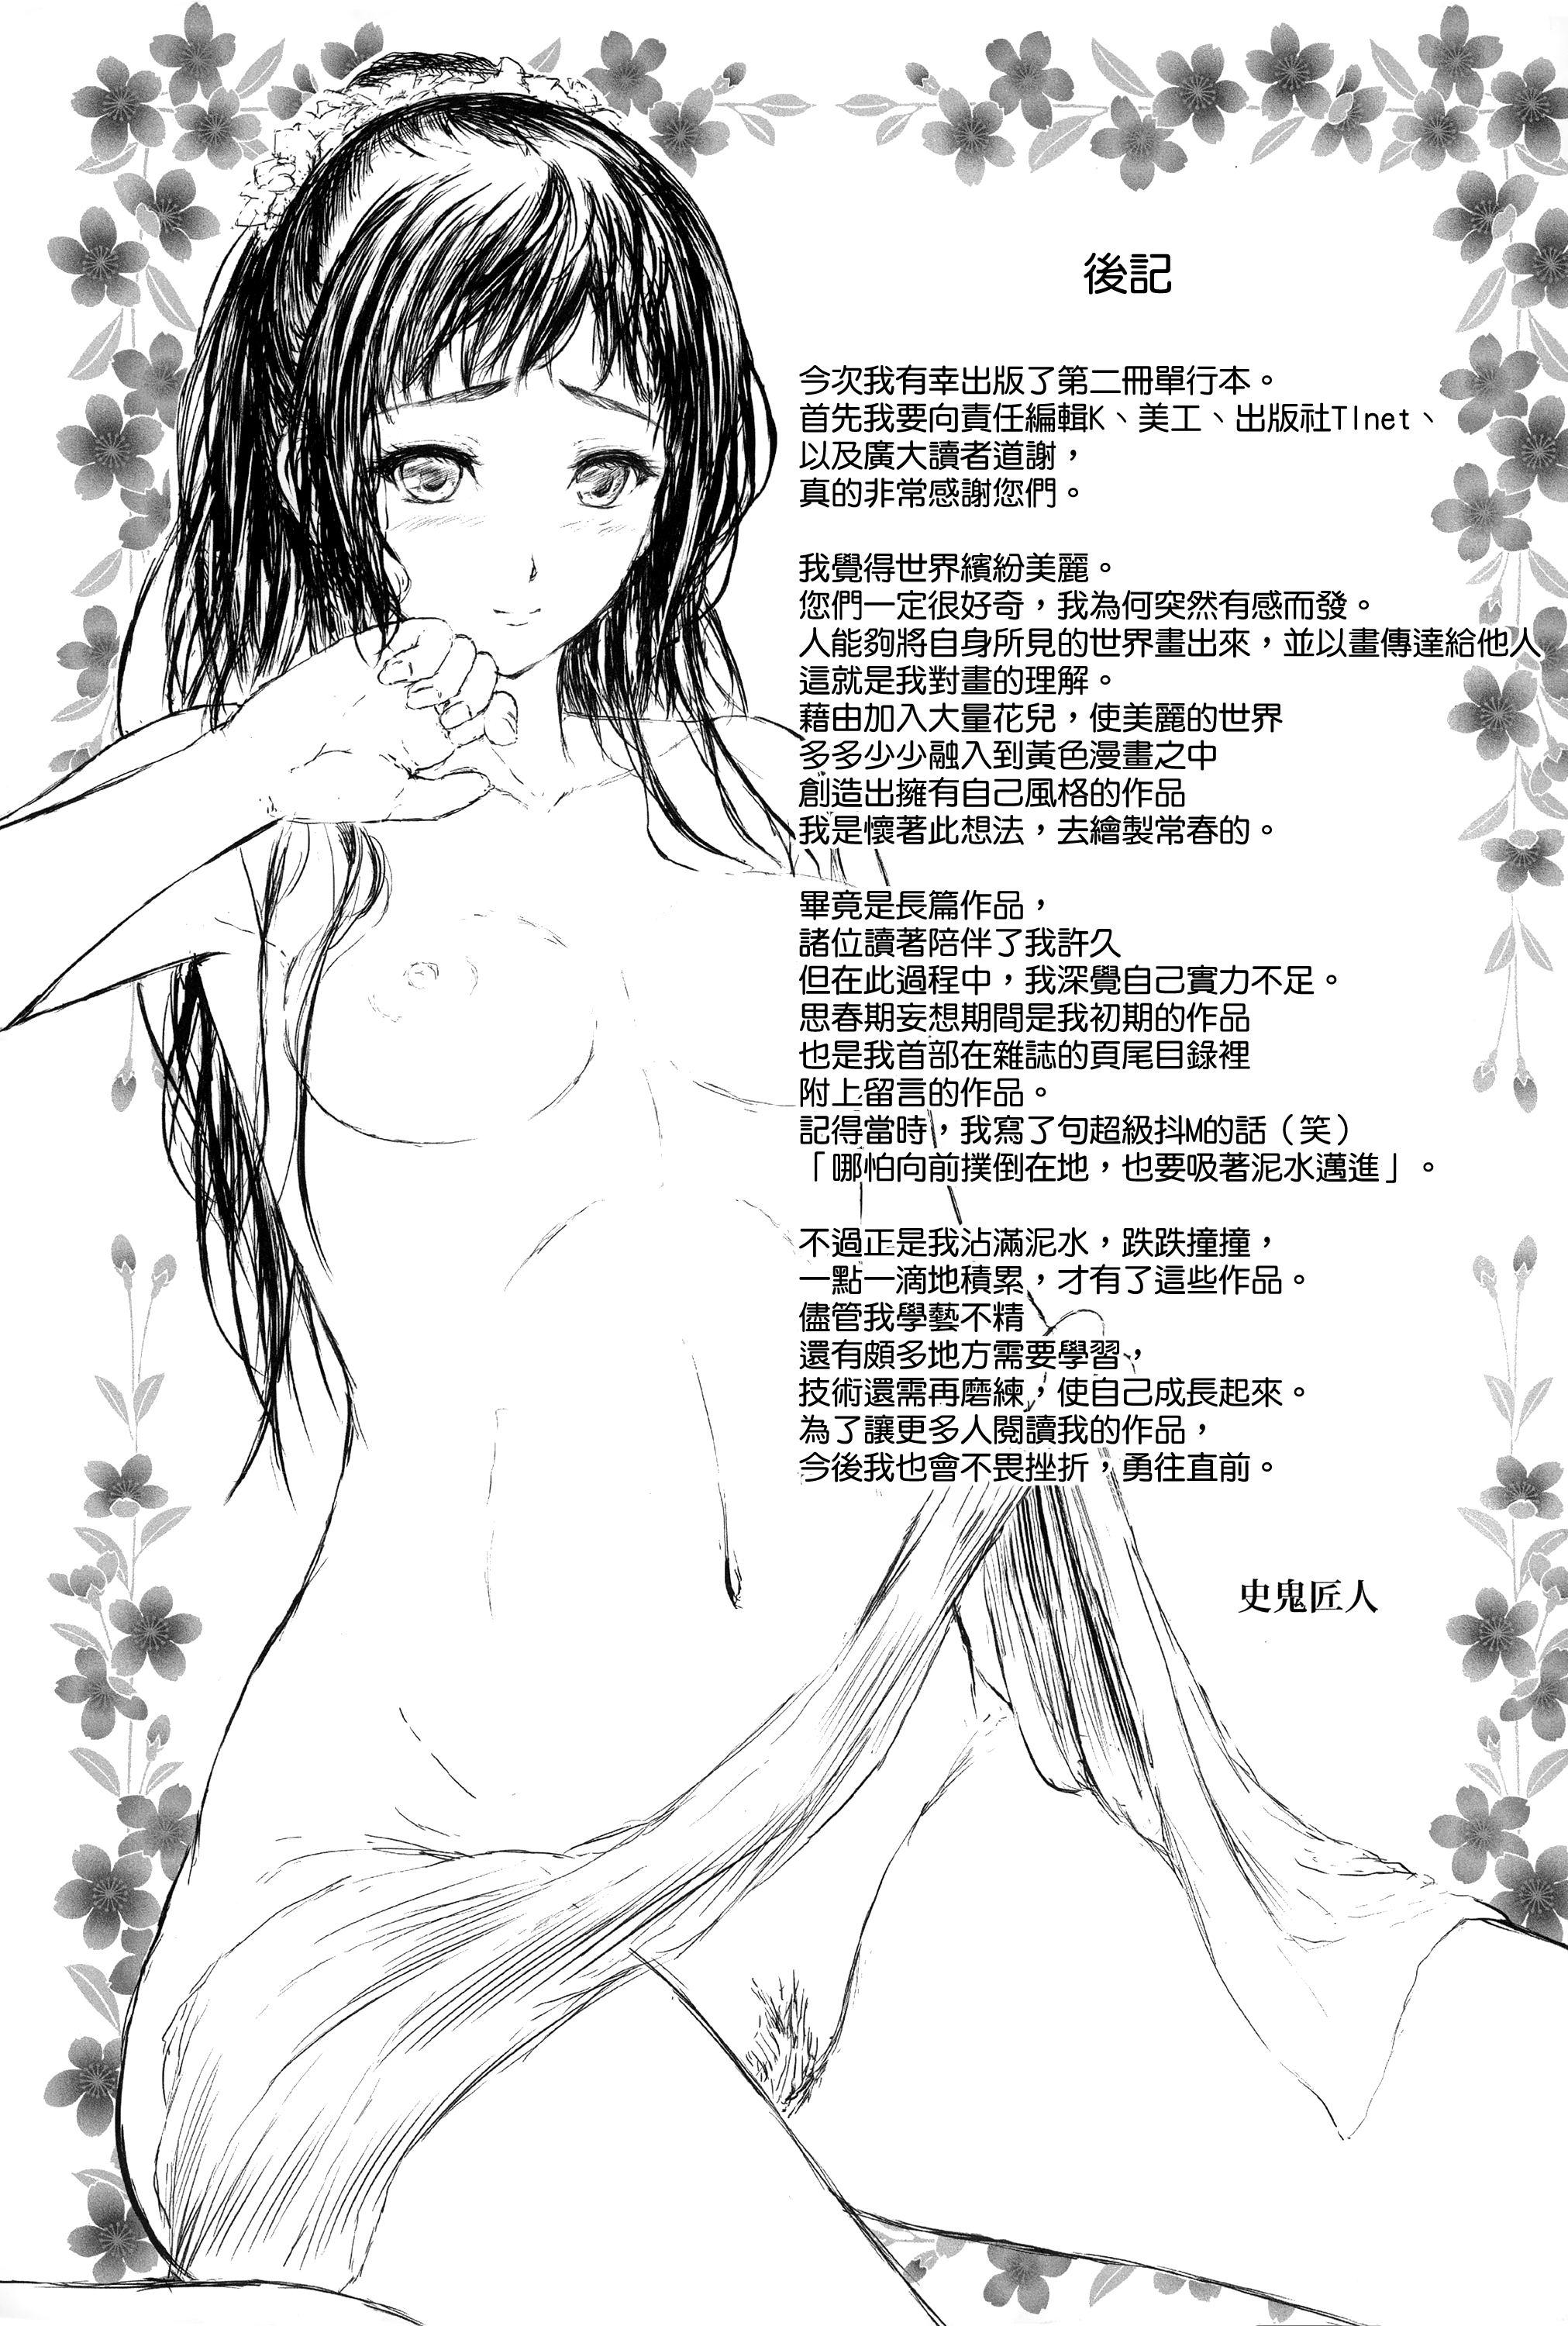 後記
今次我有幸出版了第二冊單行本。
首先我要向責任編輯K、美工、出版社TInet、
以及廣大讀者道謝，
真的非常感謝您們。
我覺得世界繽紛美麗。
您們一定很好奇，我為何突然有感而發。
人能夠將自身所見的世界畫出來，並以畫傳達給他人
這就是我對畫的理解。
藉由加入大量花兒，使美麗的世界
多多少少融入到黃色漫畫之中
創造出擁有自己風格的作品
我是懷著此想法，去繪製常春的。
畢竟是長篇作品，
諸位讀著陪伴了我許久
但在此過程中，我深覺自己實力不足。
思春期妄想期間是我初期的作品
也是我首部在雜誌的頁尾目錄裡
附上留言的作品。
記得當時，我寫了句超級抖M的話（笑）
「哪怕向前撲倒在地，也要吸著泥水邁進」。
不過正是我沾滿泥水，跌跌撞撞，
一點一滴地積累，才有了這些作品。
儘管我學藝不精
還有頗多地方需要學習，
技術還需再磨練，使自己成長起來。
為了讓更多人閱讀我的作品，
今後我也會不畏挫折，勇往直前。
史鬼匠人